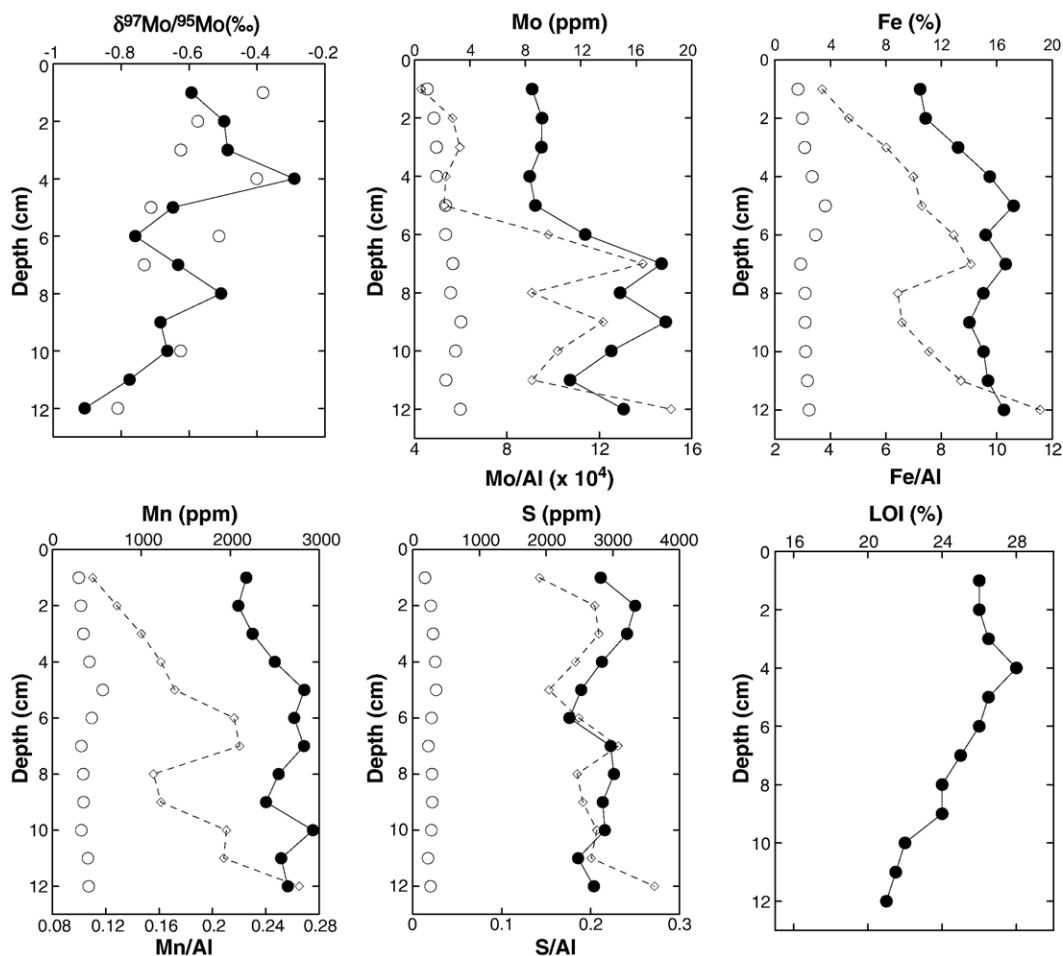 δ⁹⁷Mo/⁹⁵Mo(‰)
-1 -0.8 -0.6 -0.4 -0.2
0
2
4
6
8
10
12
Depth (cm)
Mo (ppm)
0 4 8 12 16 20
0
2
4
6
8
10
12
Depth (cm)
4 8 12 16
Mo/Al (x 10⁴)
Fe (%)
0 4 8 12 16 20
0
2
4
6
8
10
12
Depth (cm)
2 4 6 8 10 12
Fe/Al
Mn (ppm)
0 1000 2000 3000
0
2
4
6
8
10
12
Depth (cm)
0.08 0.12 0.16 0.2 0.24 0.28
Mn/Al
S (ppm)
0 1000 2000 3000 4000
0
2
4
6
8
10
12
Depth (cm)
0 0.1 0.2 0.3
S/Al
LOI (%)
16 18 20 22 24 26 28
0
2
4
6
8
10
12
Depth (cm)